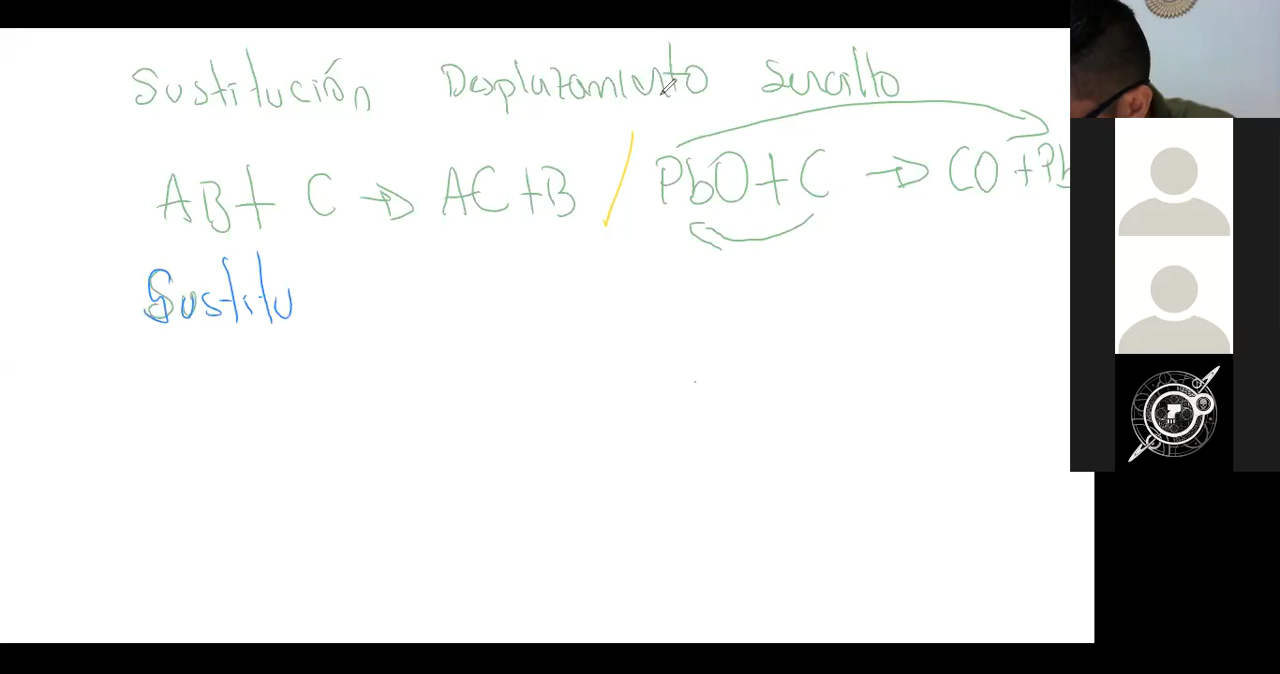 Sustitución Desplazamiento Sencillo
AB + C → AC + B / PbO + C → CO + Pb
Sustitu